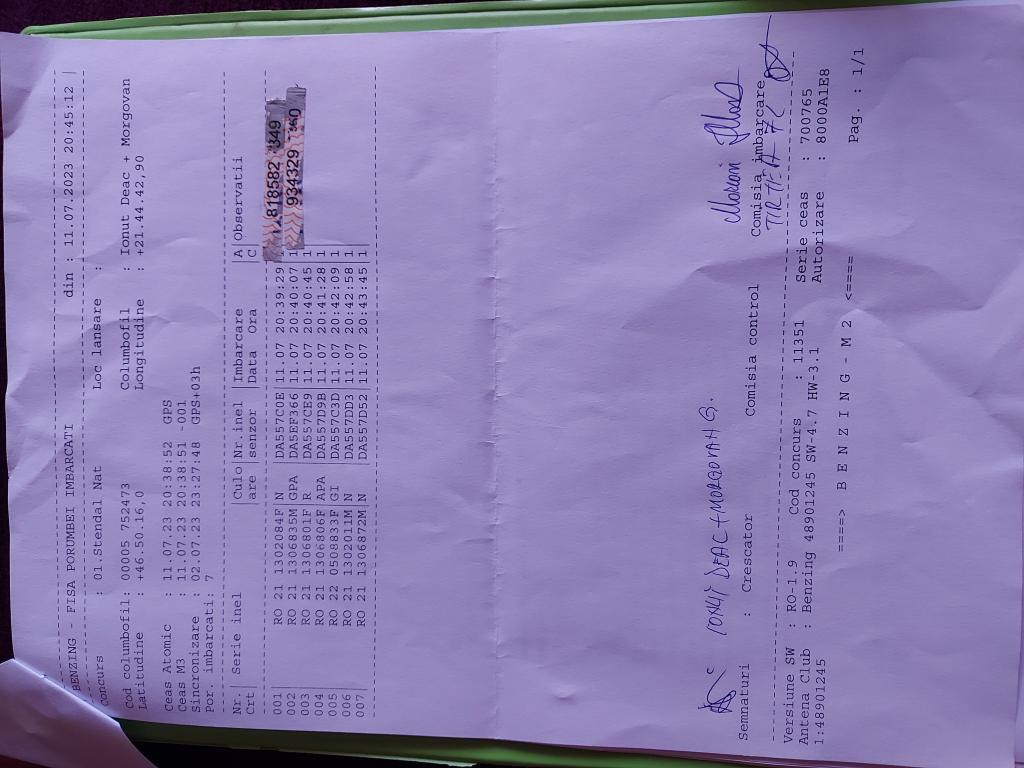 BENZING - FISA PORUMBEI IMBARCATI din : 11.07.2023 20:45:12 |
Concurs : 01.Stendal Nat Loc lansare :
Cod columbofil: 00005 752473 Columbofil : Ionut Deac + Morgovan
Latitudine : +46.50.16,0 Longitudine : +21.44.42,90
Ceas Atomic : 11.07.23 20:38:52 GPS
Ceas M3 : 11.07.23 20:38:51 -001
Sincronizare : 02.07.23 23:27:48 GPS+03h
Por. imbarcati: 7
Nr.| Serie inel |Culo|Nr.inel |Imbarcare |A|Observatii
Crt| |are |senzor |Data Ora |C|
001| RO 21 1302084F N |DA557C0E|11.07 20:39:29 818582 349
002| RO 21 1306835M GPA |DA5BF366|11.07 20:40:07 1 934329
003| RO 21 1306801F R |DA557C59|11.07 20:40:45 1
004| RO 21 1306806F APA |DA557D9B|11.07 20:41:28 1
005| RO 22 0508833F GT |DA557C3D|11.07 20:42:09 1
006| RO 21 1302011M N |DA557DD3|11.07 20:42:58 1
007| RO 21 1306872M N |DA557D52|11.07 20:43:45 1
IONUT DEAC + MORGOVAN G. Marian
Semnaturi : Crescator Comisia control Comisia imbarcare
Versiune SW : RO-1.9 Cod concurs : 11351 Serie ceas : 700765
Antena Club : Benzing 48901245 SW-4.7 HW-3.1 Autorizare : 8000A1E8
1:48901245
====> B E N Z I N G - M 2 <==== Pag. : 1/1